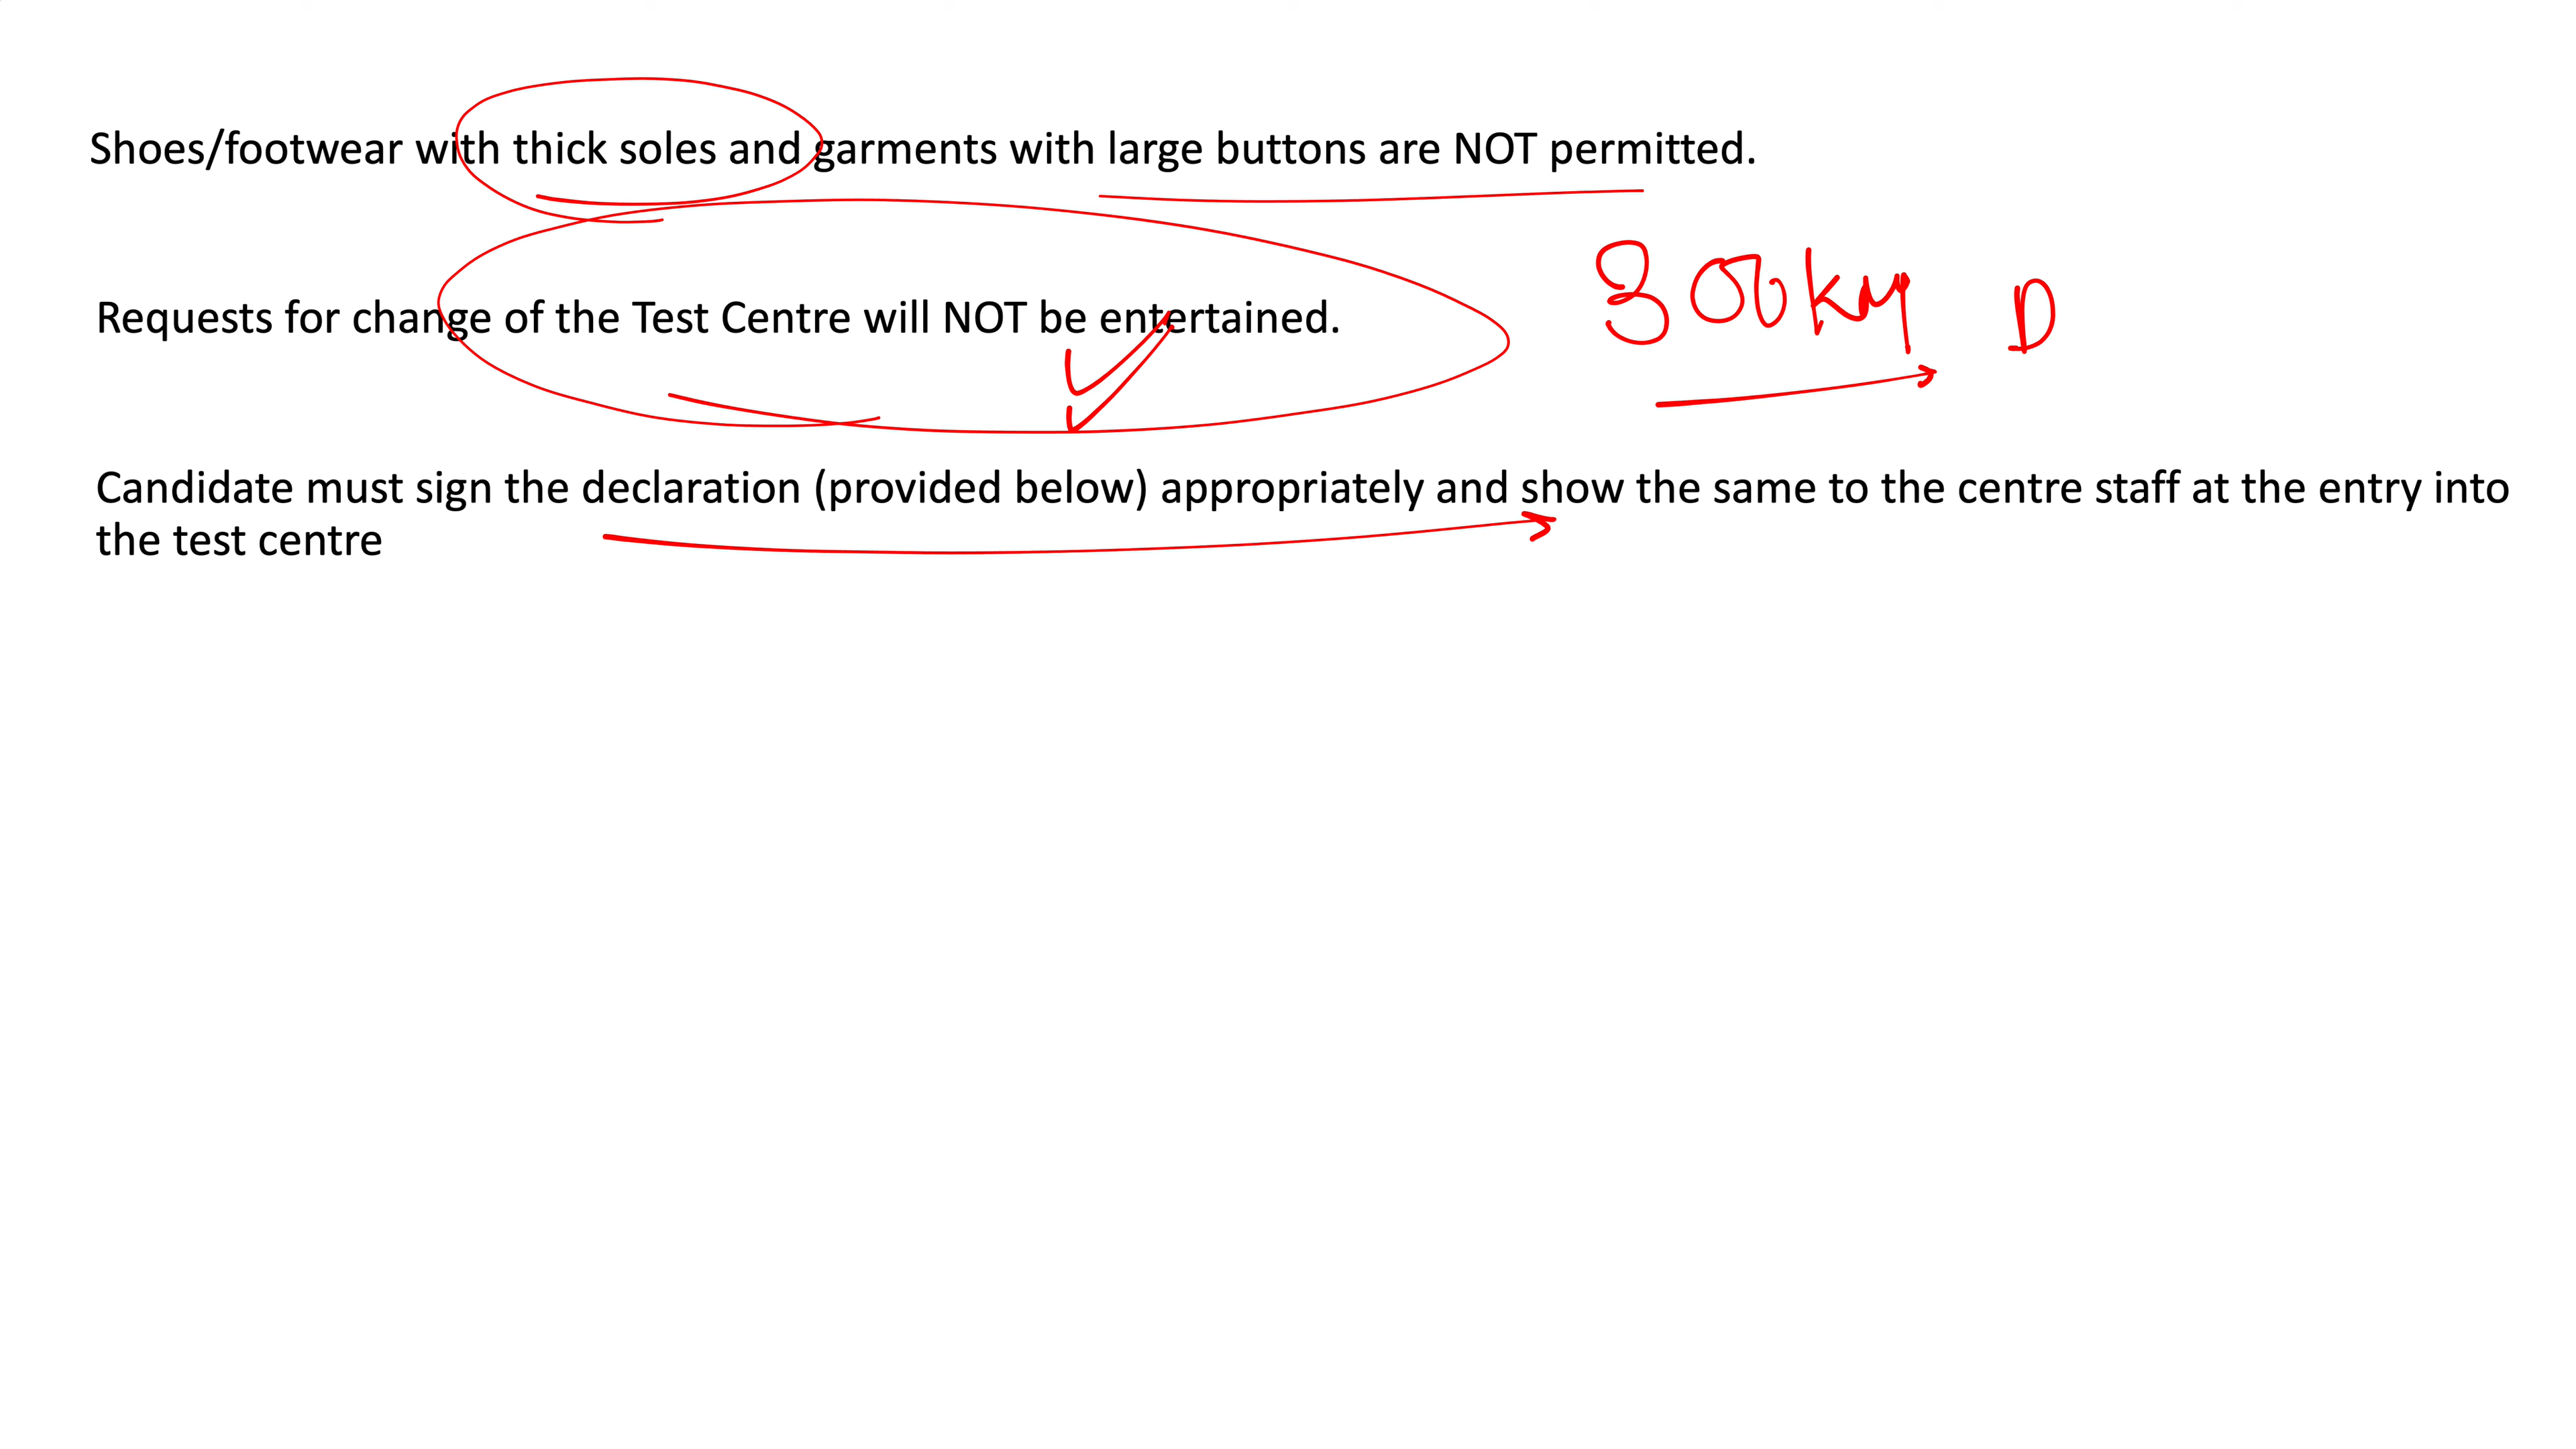 Shoes/footwear with thick soles and garments with large buttons are NOT permitted.
Requests for change of the Test Centre will NOT be entertained.
300km D
Candidate must sign the declaration (provided below) appropriately and show the same to the centre staff at the entry into
the test centre